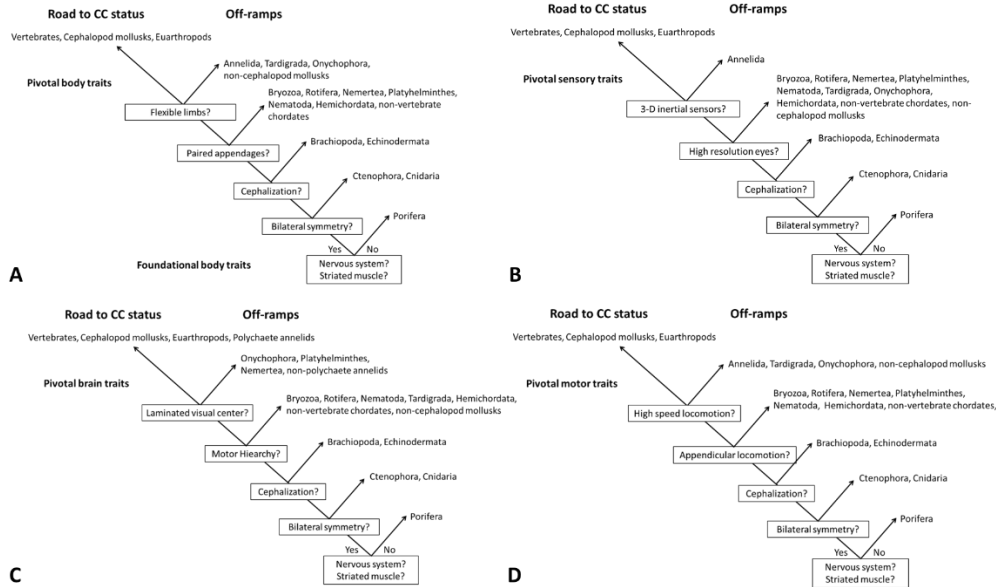 Road to CC status
Off-ramps
Vertebrates, Cephalopod mollusks, Euarthropods
Pivotal body traits
Annelida, Tardigrada, Onychophora,
non-cephalopod mollusks
Bryozoa, Rotifera, Nemertea, Platyhelminthes,
Nematoda, Hemichordata, non-vertebrate
chordates
Flexible limbs?
Paired appendages?
Brachiopoda, Echinodermata
Cephalization?
Ctenophora, Cnidaria
Bilateral symmetry?
Porifera
Yes No
Foundational body traits
Nervous system?
Striated muscle?
A
Road to CC status
Off-ramps
Vertebrates, Cephalopod mollusks, Euarthropods
Pivotal sensory traits
Annelida
Bryozoa, Rotifera, Nemertea, Platyhelminthes,
Nematoda, Tardigrada, Onychophora,
Hemichordata, non-vertebrate chordates, non-
cephalopod mollusks
3-D inertial sensors?
High resolution eyes?
Brachiopoda, Echinodermata
Cephalization?
Ctenophora, Cnidaria
Bilateral symmetry?
Porifera
Yes No
Nervous system?
Striated muscle?
B
Road to CC status
Off-ramps
Vertebrates, Cephalopod mollusks, Euarthropods, Polychaete annelids
Pivotal brain traits
Onychophora, Platyhelminthes,
Nemertea, non-polychaete annelids
Bryozoa, Rotifera, Nematoda, Tardigrada, Hemichordata,
non-vertebrate chordates, non-cephalopod mollusks
Laminated visual center?
Motor Hiearchy?
Brachiopoda, Echinodermata
Cephalization?
Ctenophora, Cnidaria
Bilateral symmetry?
Porifera
Yes No
Nervous system?
Striated muscle?
C
Road to CC status
Off-ramps
Vertebrates, Cephalopod mollusks, Euarthropods
Pivotal motor traits
Annelida, Tardigrada, Onychophora, non-cephalopod mollusks
Bryozoa, Rotifera, Nemertea, Platyhelminthes,
Nematoda, Hemichordata, non-vertebrate chordates,
High speed locomotion?
Appendicular locomotion?
Brachiopoda, Echinodermata
Cephalization?
Ctenophora, Cnidaria
Bilateral symmetry?
Porifera
Yes No
Nervous system?
Striated muscle?
D